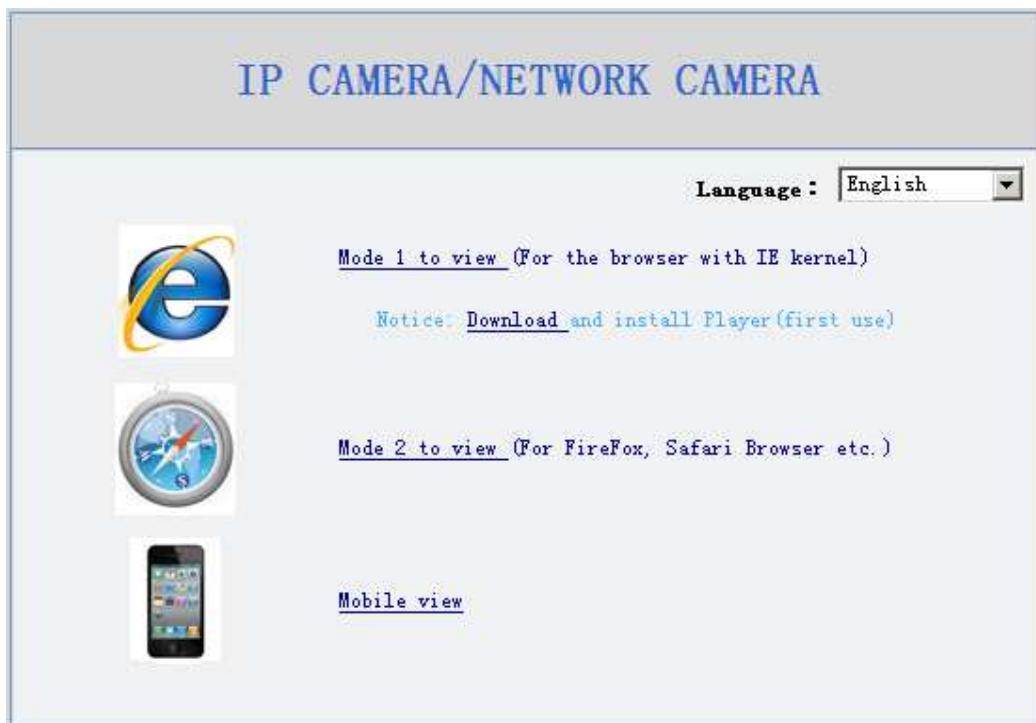 IP CAMERA/NETWORK CAMERA
Language: English
Mode 1 to view (For the browser with IE kernel)
Notice: Download and install Player(first use)
Mode 2 to view (For FireFox, Safari Browser etc.)
Mobile view